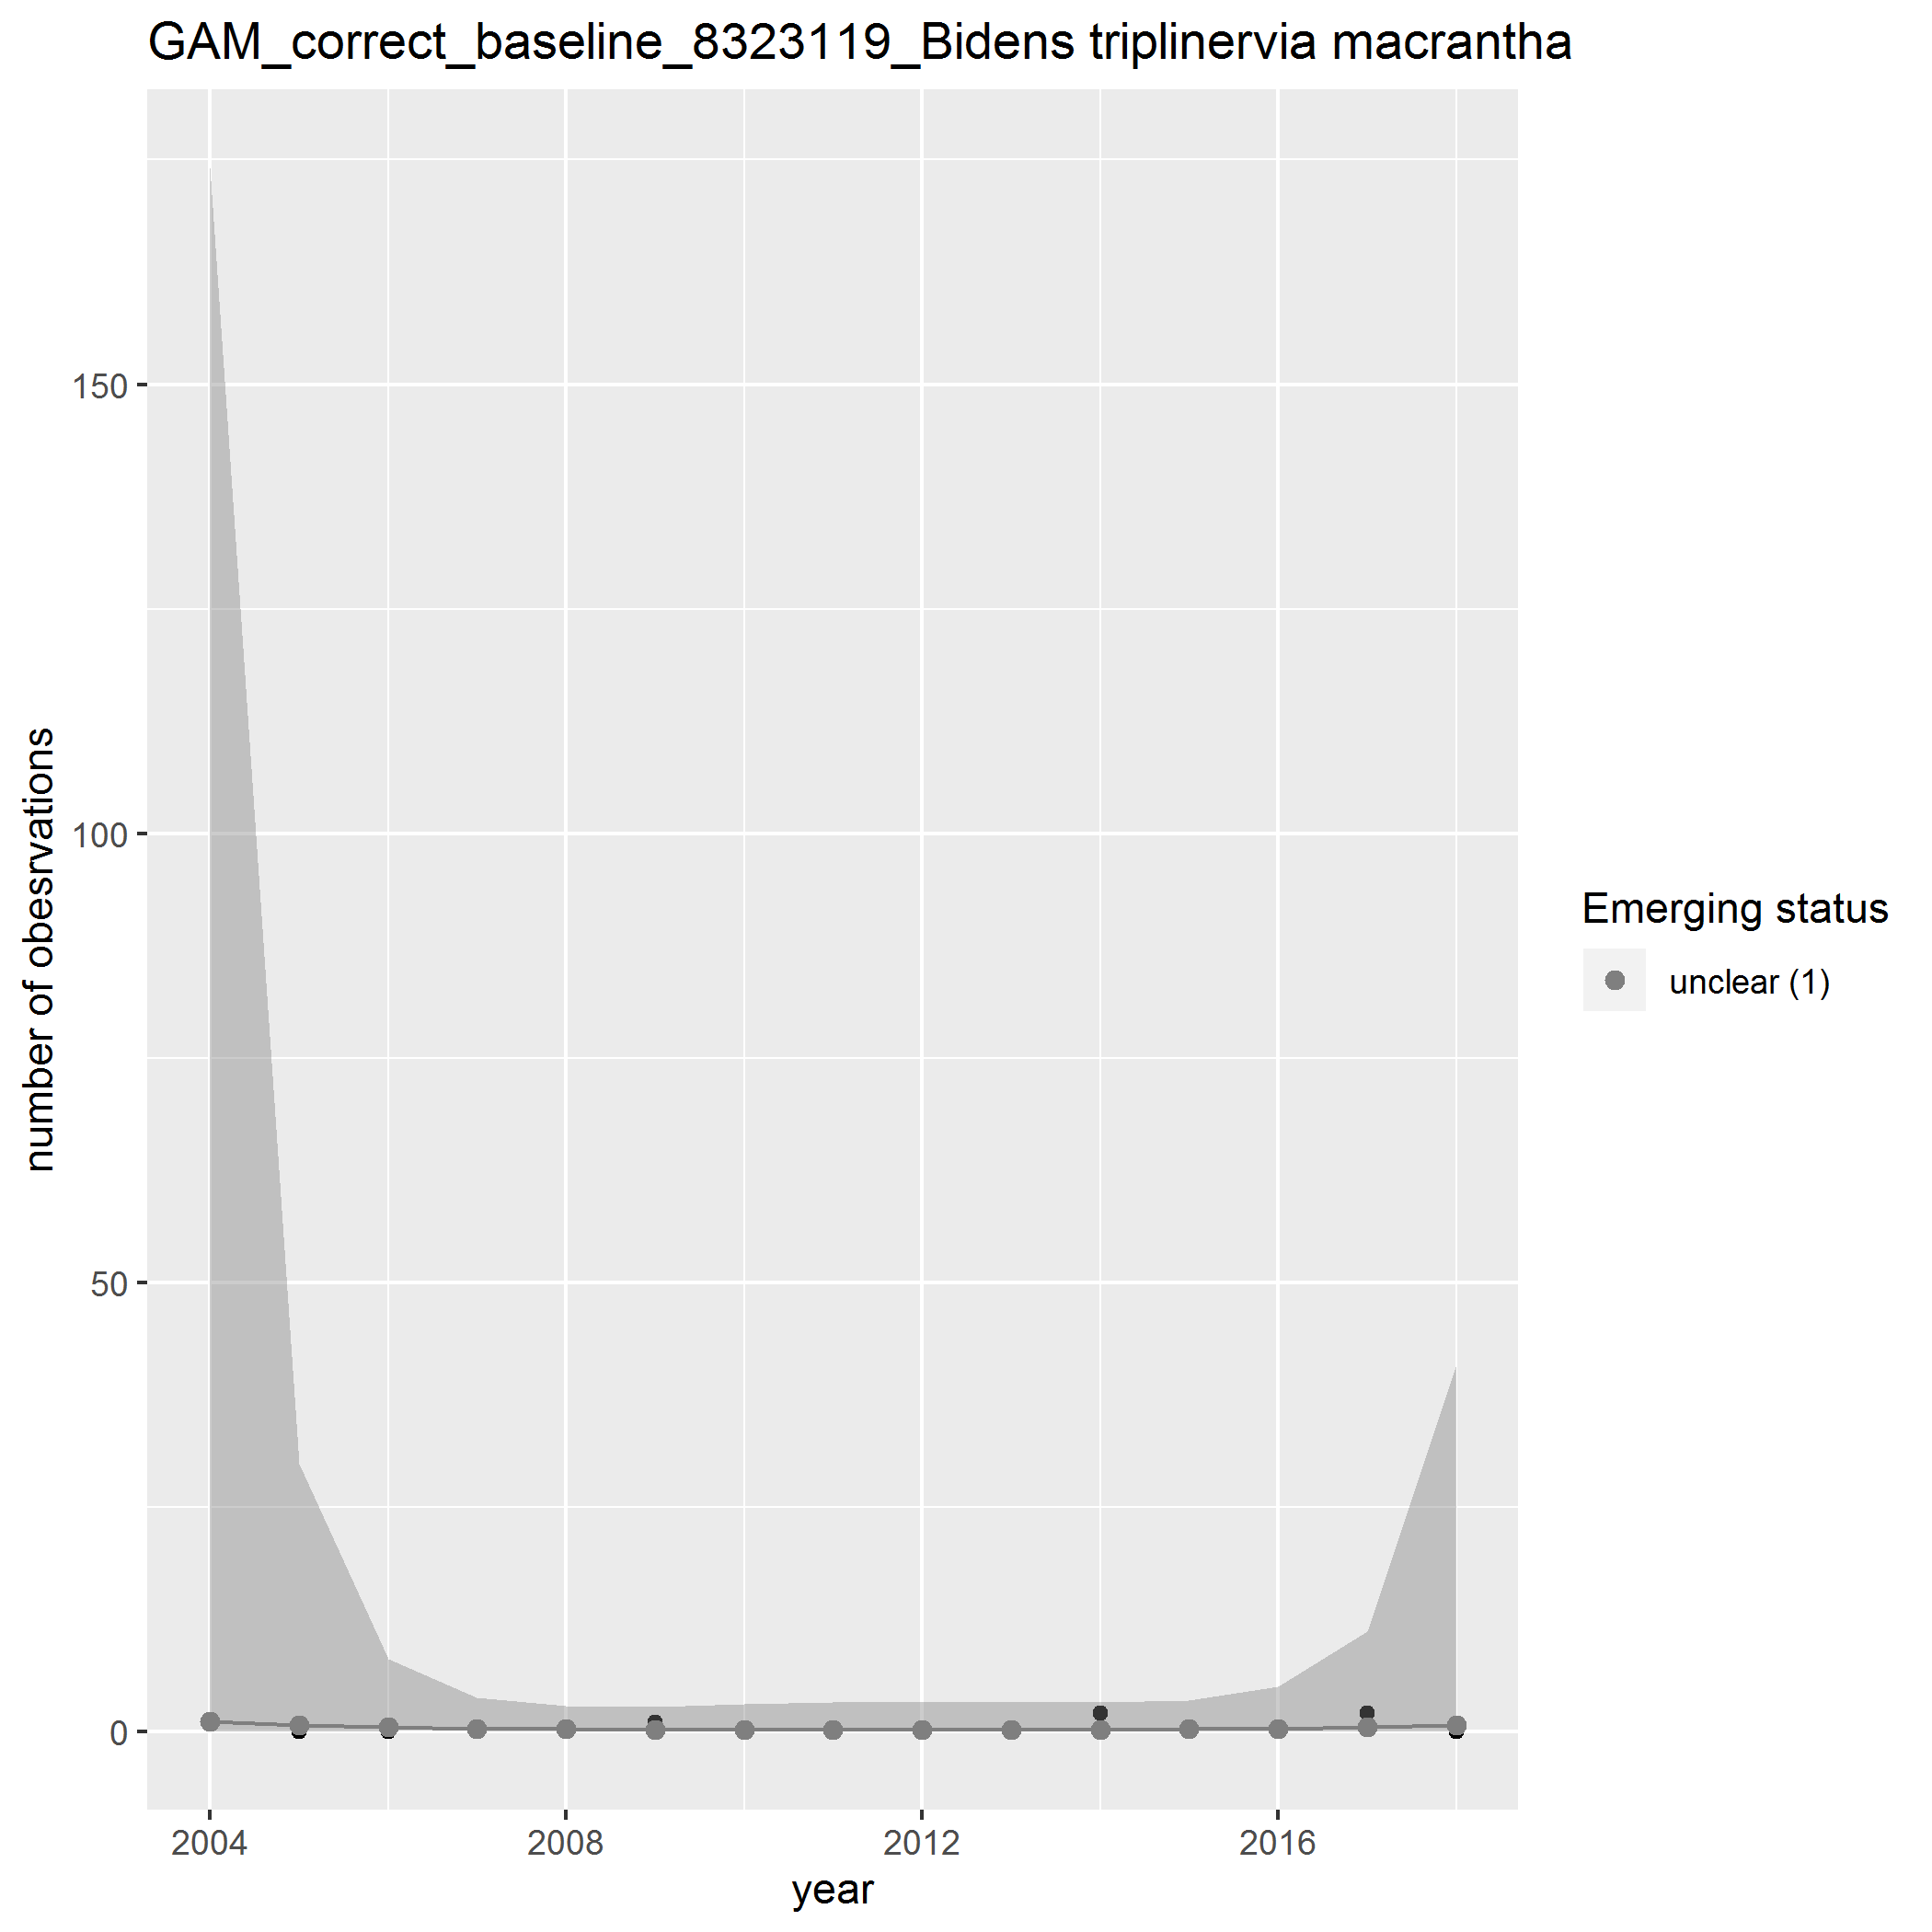 GAM_correct_baseline_8323119_Bidens triplinervia macrantha
number of obesrvations
150
100
50
0
2004
2008
2012
2016
year
Emerging status
unclear (1)